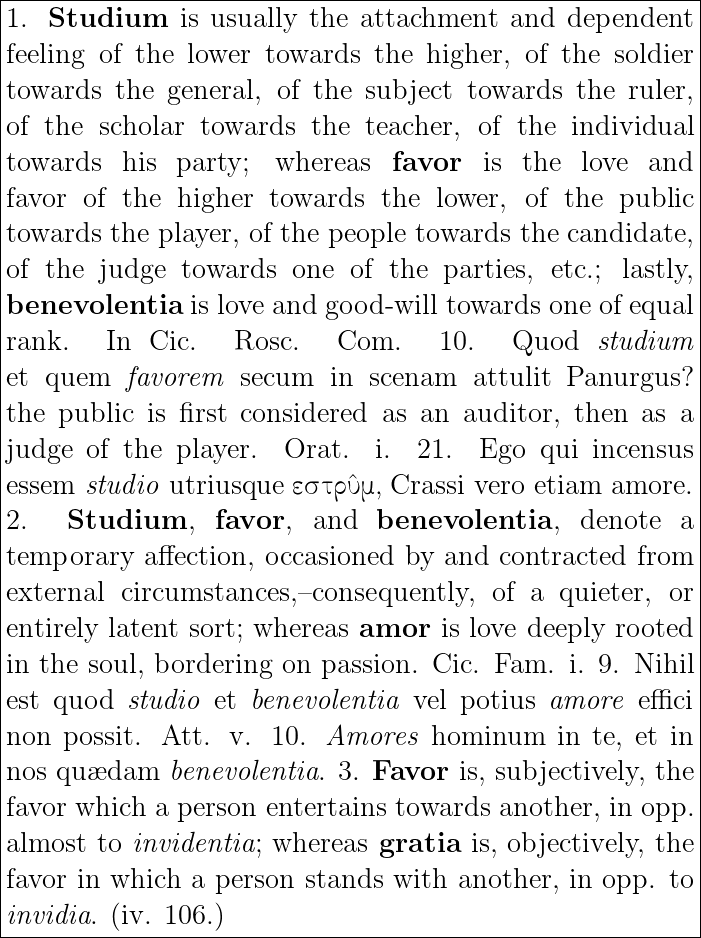 1. Studium is usually the attachment and dependent
feeling of the lower towards the higher, of the soldier
towards the general, of the subject towards the ruler,
of the scholar towards the teacher, of the individual
towards his party; whereas favor is the love and
favor of the higher towards the lower, of the public
towards the player, of the people towards the candidate,
of the judge towards one of the parties, etc.; lastly,
benevolentia is love and good-will towards one of equal
rank. In Cic. Rosc. Com. 10. Quod studium
et quem favorem secum in scenam attulit Panurgus?
the public is first considered as an auditor, then as a
judge of the player. Orat. i. 21. Ego qui incensus
essem studio utriusque εστρῦμ, Crassi vero etiam amore.
2. Studium, favor, and benevolentia, denote a
temporary affection, occasioned by and contracted from
external circumstances,–consequently, of a quieter, or
entirely latent sort; whereas amor is love deeply rooted
in the soul, bordering on passion. Cic. Fam. i. 9. Nihil
est quod studio et benevolentia vel potius amore effici
non possit. Att. v. 10. Amores hominum in te, et in
nos quædam benevolentia. 3. Favor is, subjectively, the
favor which a person entertains towards another, in opp.
almost to invidentia; whereas gratia is, objectively, the
favor in which a person stands with another, in opp. to
invidia. (iv. 106.)